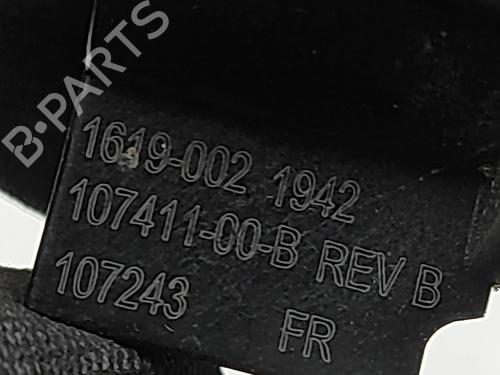 B-PARTS
1619-002 1942
107411-00-B REV B
107243 FR